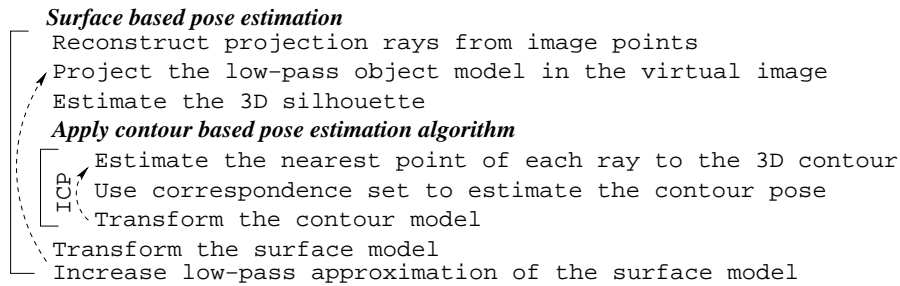 Surface based pose estimation
Reconstruct projection rays from image points
Project the low-pass object model in the virtual image
Estimate the 3D silhouette
Apply contour based pose estimation algorithm
ICP
Estimate the nearest point of each ray to the 3D contour
Use correspondence set to estimate the contour pose
Transform the contour model
Transform the surface model
Increase low-pass approximation of the surface model